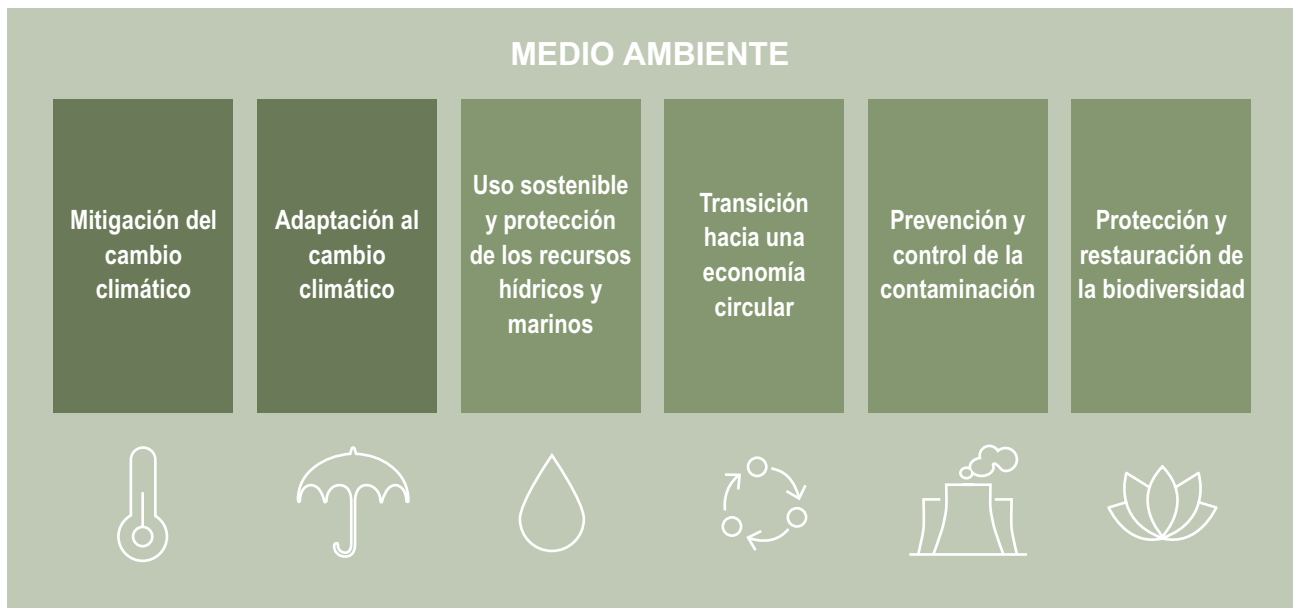 MEDIO AMBIENTE
Mitigación del
cambio
climático
Adaptación al
cambio
climático
Uso sostenible
y protección
de los recursos
hídricos y
marinos
Transición
hacia una
economía
circular
Prevención y
control de la
contaminación
Protección y
restauración de
la biodiversidad